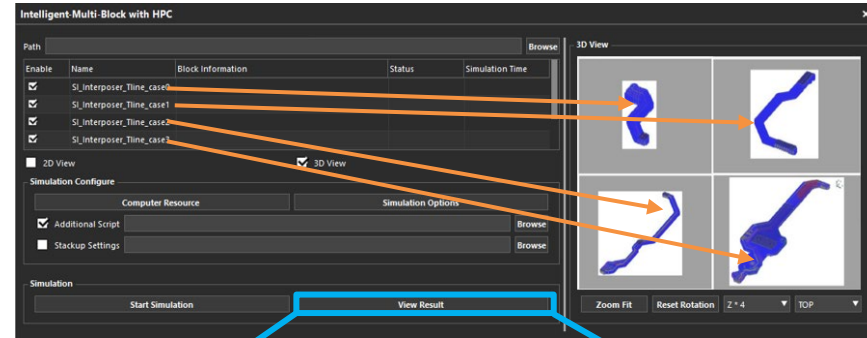 Intelligent-Multi-Block with HPC
Path
Browse
Enable Name Block Information Status Simulation Time
SI_Interposer_Tline_case0
SI_Interposer_Tline_case1
SI_Interposer_Tline_case2
SI_Interposer_Tline_case3
2D View
3D View
Simulation Configure
Computer Resource
Simulation Options
Additional Script
Browse
Stackup Settings
Browse
Simulation
Start Simulation
View Result
3D View
Zoom Fit
Reset Rotation
Z * 4
TOP